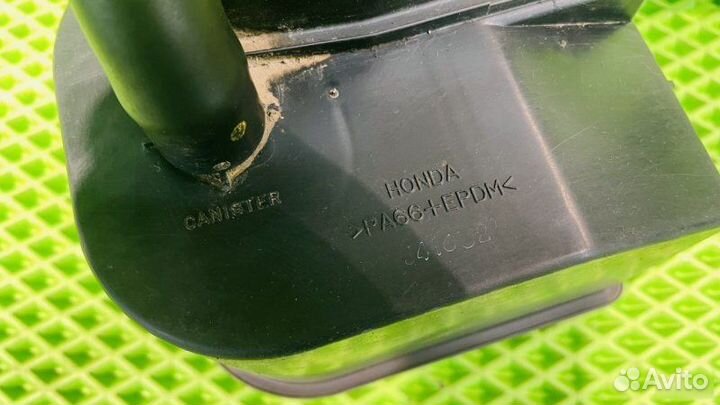 CANISTER
HONDA
>PA66+EPDM<
Avito